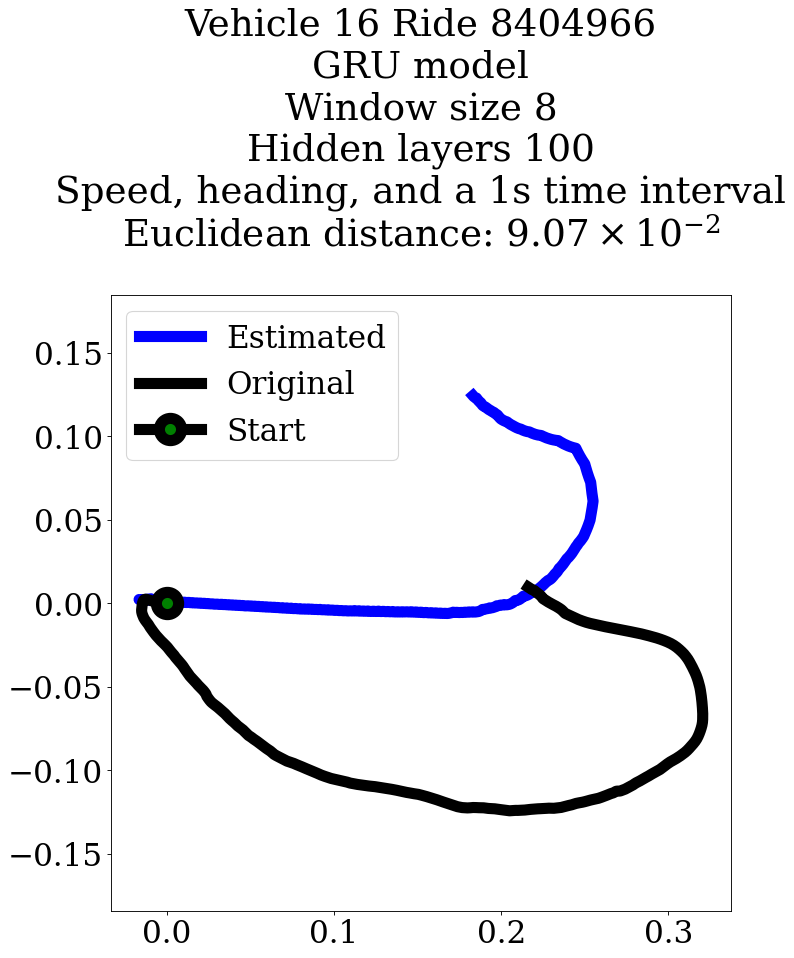 Vehicle 16 Ride 8404966
GRU model
Window size 8
Hidden layers 100
Speed, heading, and a 1s time interval
Euclidean distance: 9.07 × 10⁻²
Estimated
Original
Start
0.15
0.10
0.05
0.00
−0.05
−0.10
−0.15
0.0 0.1 0.2 0.3